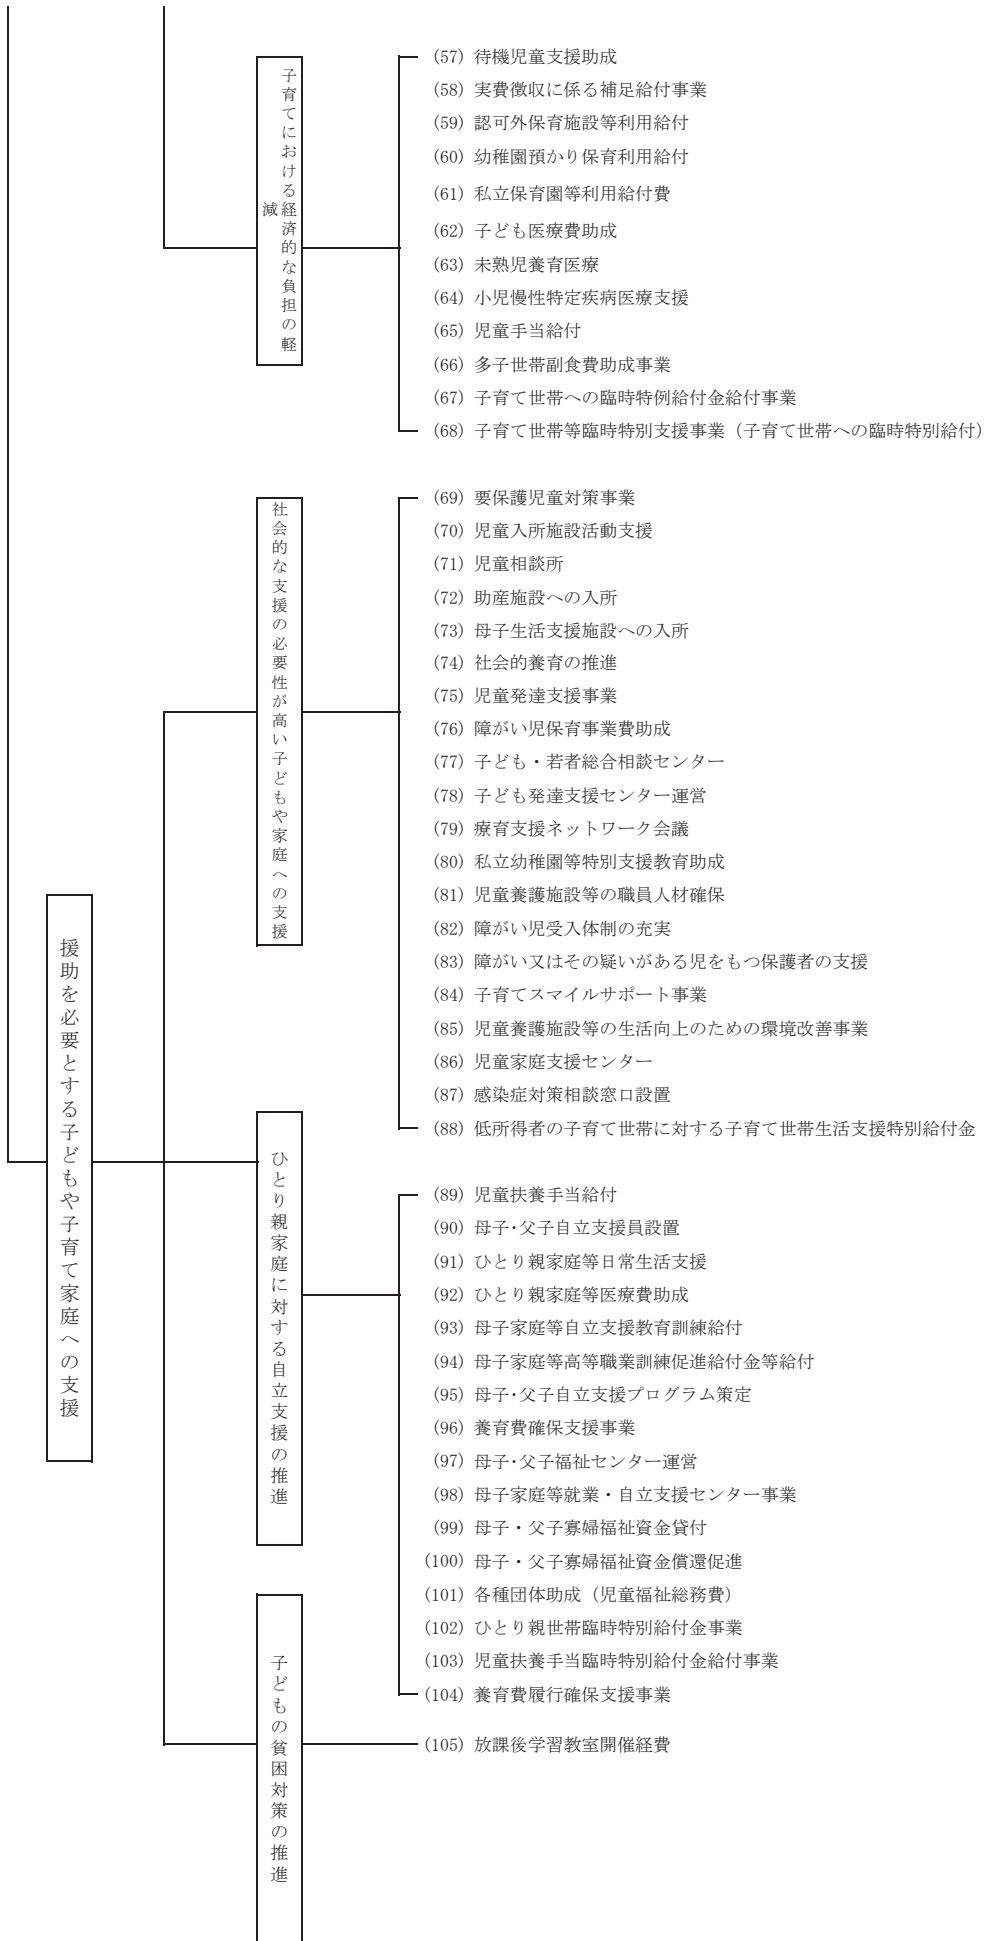 子育てにおける経済的な負担の軽減
(57) 待機児童支援助成
(58) 実費徴収に係る補足給付事業
(59) 認可外保育施設等利用給付
(60) 幼稚園預かり保育利用給付
(61) 私立保育園等利用給付費
(62) 子ども医療費助成
(63) 未熟児養育医療
(64) 小児慢性特定疾病医療支援
(65) 児童手当給付
(66) 多子世帯副食費助成事業
(67) 子育て世帯への臨時特例給付金給付事業
(68) 子育て世帯等臨時特別支援事業（子育て世帯への臨時特別給付）
援助を必要とする子どもや子育て家庭への支援
社会的な支援の必要性が高い子どもや家庭への支援
(69) 要保護児童対策事業
(70) 児童入所施設活動支援
(71) 児童相談所
(72) 助産施設への入所
(73) 母子生活支援施設への入所
(74) 社会的養育の推進
(75) 児童発達支援事業
(76) 障がい児保育事業費助成
(77) 子ども・若者総合相談センター
(78) 子ども発達支援センター運営
(79) 療育支援ネットワーク会議
(80) 私立幼稚園等特別支援教育助成
(81) 児童養護施設等の職員人材確保
(82) 障がい児受入体制の充実
(83) 障がい又はその疑いがある児をもつ保護者の支援
(84) 子育てスマイルサポート事業
(85) 児童養護施設等の生活向上のための環境改善事業
(86) 児童家庭支援センター
(87) 感染症対策相談窓口設置
(88) 低所得者の子育て世帯に対する子育て世帯生活支援特別給付金
ひとり親家庭に対する自立支援の推進
(89) 児童扶養手当給付
(90) 母子･父子自立支援員設置
(91) ひとり親家庭等日常生活支援
(92) ひとり親家庭等医療費助成
(93) 母子家庭等自立支援教育訓練給付
(94) 母子家庭等高等職業訓練促進給付金等給付
(95) 母子･父子自立支援プログラム策定
(96) 養育費確保支援事業
(97) 母子･父子福祉センター運営
(98) 母子家庭等就業・自立支援センター事業
(99) 母子・父子寡婦福祉資金貸付
(100) 母子・父子寡婦福祉資金償還促進
(101) 各種団体助成（児童福祉総務費）
(102) ひとり親世帯臨時特別給付金事業
(103) 児童扶養手当臨時特別給付金給付事業
(104) 養育費履行確保支援事業
子どもの貧困対策の推進
(105) 放課後学習教室開催経費